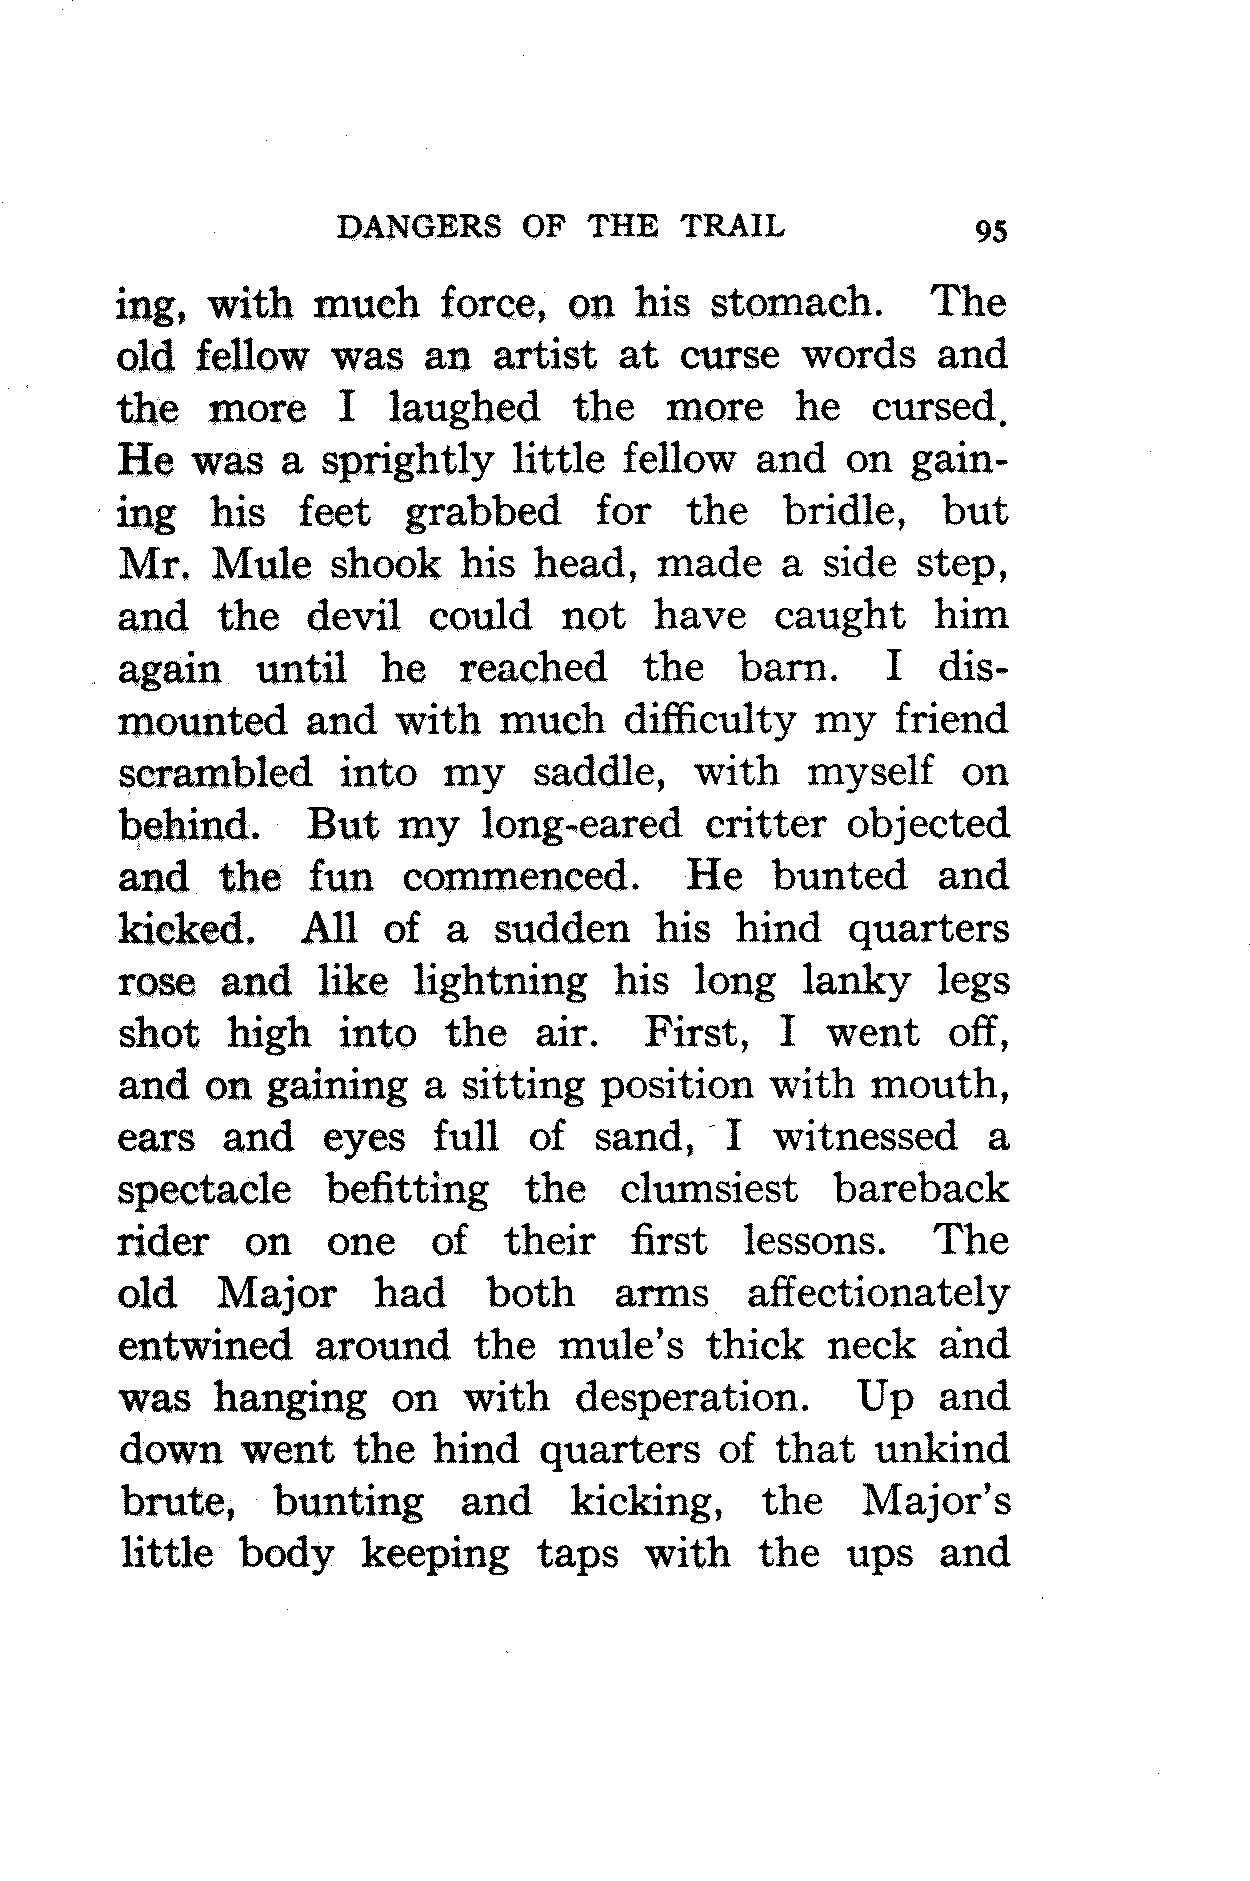 DANGERS OF THE TRAIL 95
ing, with much force, on his stomach. The
old fellow was an artist at curse words and
the more I laughed the more he cursed.
He was a sprightly little fellow and on gain-
ing his feet grabbed for the bridle, but
Mr. Mule shook his head, made a side step,
and the devil could not have caught him
again until he reached the barn. I dis-
mounted and with much difficulty my friend
scrambled into my saddle, with myself on
behind. But my long-eared critter objected
and the fun commenced. He bunted and
kicked. All of a sudden his hind quarters
rose and like lightning his long lanky legs
shot high into the air. First, I went off,
and on gaining a sitting position with mouth,
ears and eyes full of sand, I witnessed a
spectacle befitting the clumsiest bareback
rider on one of their first lessons. The
old Major had both arms affectionately
entwined around the mule's thick neck and
was hanging on with desperation. Up and
down went the hind quarters of that unkind
brute, bunting and kicking, the Major's
little body keeping taps with the ups and